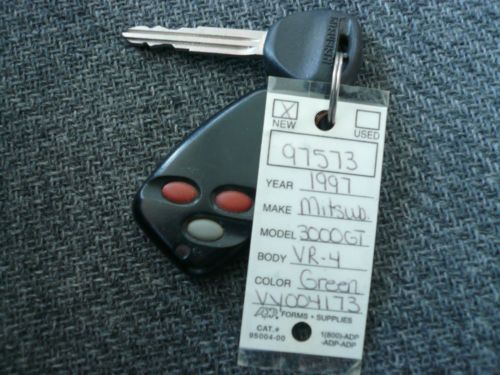 X
NEW
USED
97573
YEAR 1997
MAKE Mitsub.
MODEL 3000GT
BODY VR-4
COLOR Green
VY004173
ADP FORMS • SUPPLIES
CAT.#
95004-00
1(800)-ADP
-ADP-ADP